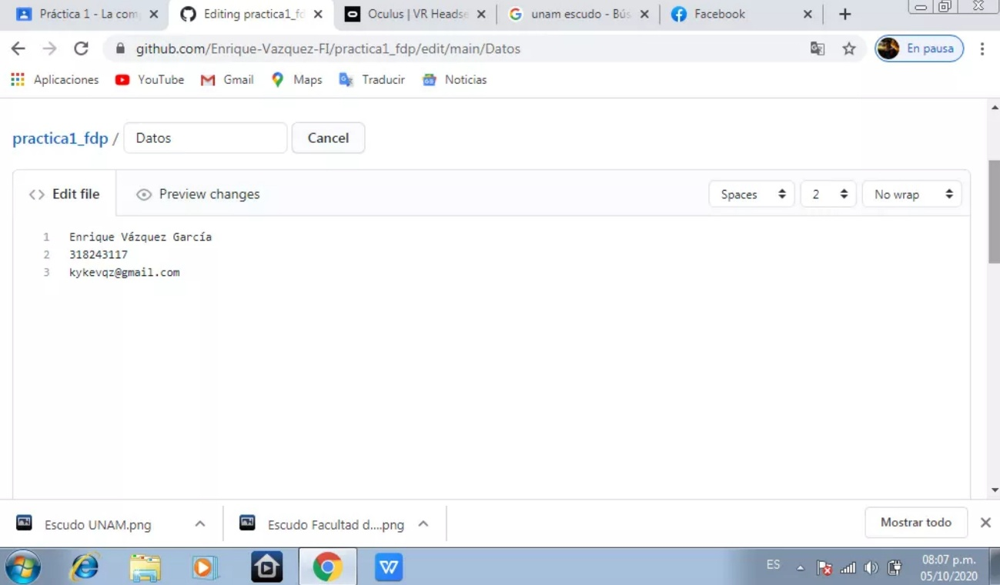 Práctica 1 - La com
Editing practica1_fd
Oculus | VR Headse
unam escudo - Bús
Facebook
github.com/Enrique-Vazquez-FI/practica1_fdp/edit/main/Datos
En pausa
Aplicaciones
YouTube
Gmail
Maps
Traducir
Noticias
practica1_fdp /
Datos
Cancel
<> Edit file
Preview changes
Spaces
2
No wrap
1 Enrique Vázquez García
2 318243117
3 kykevqz@gmail.com
Escudo UNAM.png
Escudo Facultad d....png
Mostrar todo
ES
08:07 p.m.
05/10/2020